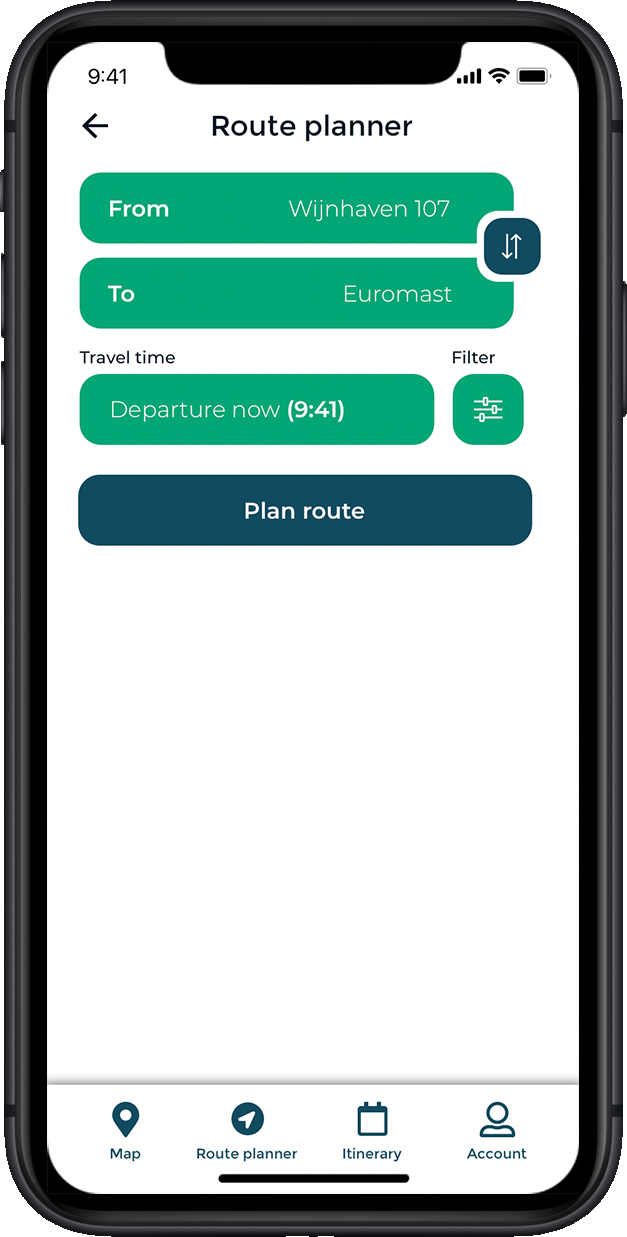 9:41
Route planner
From Wijnhaven 107
To Euromast
Travel time Filter
Departure now (9:41)
Plan route
Map Route planner Itinerary Account